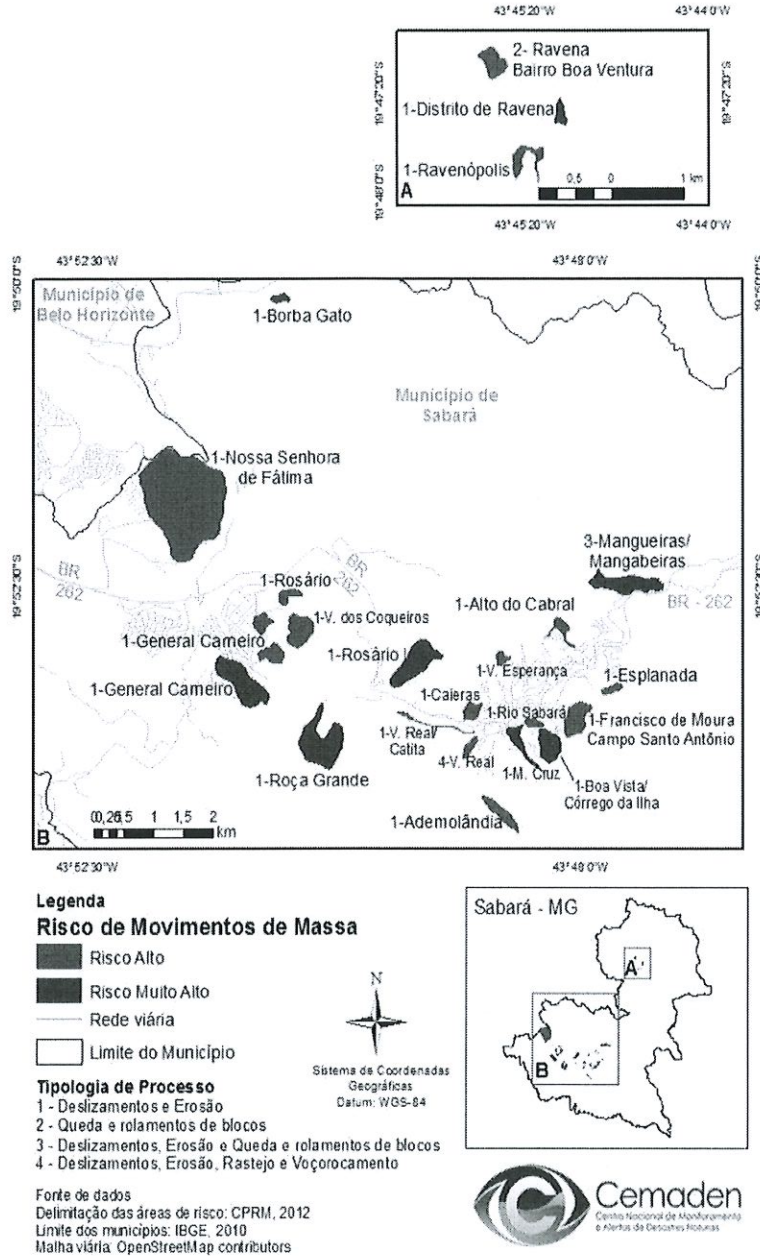 43°45'20"W 43°44'0"W
19°47'20"S
19°47'20"S
2- Ravena
Bairro Boa Ventura
1-Distrito de Ravena
1-Ravenópolis
19°48'0"S
A
0,5 0 1 km
43°45'20"W 43°44'0"W
43°52'30"W 43°48'0"W
19°50'0"S
19°50'0"S
Município de
Belo Horizonte
1-Borba Gato
Município de
Sabará
1-Nossa Senhora
de Fátima
3-Mangueiras/
Mangabeiras
19°52'30"S
19°52'30"S
BR
262
BR
262
BR - 262
1-Rosário
1-V. dos Coqueiros
1-Alto do Cabral
1-General Carneiro
1-Rosário I
1-V. Esperança
1-General Carneiro
1-Esplanada
1-Caieras
1-Rio Sabará
1-Francisco de Moura
Campo Santo Antônio
1-V. Real/
Catita
4-V. Real
1-M. Cruz
1-Roça Grande
1-Boa Vista/
Córrego da Ilha
1-Ademolândia
B
0 0,25 0,5 1 1,5 2
km
43°52'30"W 43°48'0"W
Legenda
Risco de Movimentos de Massa
Risco Alto
Risco Muito Alto
Rede viária
Limite do Município
N
Sistema de Coordenadas
Geográficas
Datum: WGS-84
Tipologia de Processo
1 - Deslizamentos e Erosão
2 - Queda e rolamentos de blocos
3 - Deslizamentos, Erosão e Queda e rolamentos de blocos
4 - Deslizamentos, Erosão, Rastejo e Voçorocamento
Fonte de dados
Delimitação das áreas de risco: CPRM, 2012
Limite dos municípios: IBGE, 2010
Malha viária: OpenStreetMap contributors
Sabará - MG
A
B
Cemaden
Centro Nacional de Monitoramento
e Alertas de Desastres Naturais